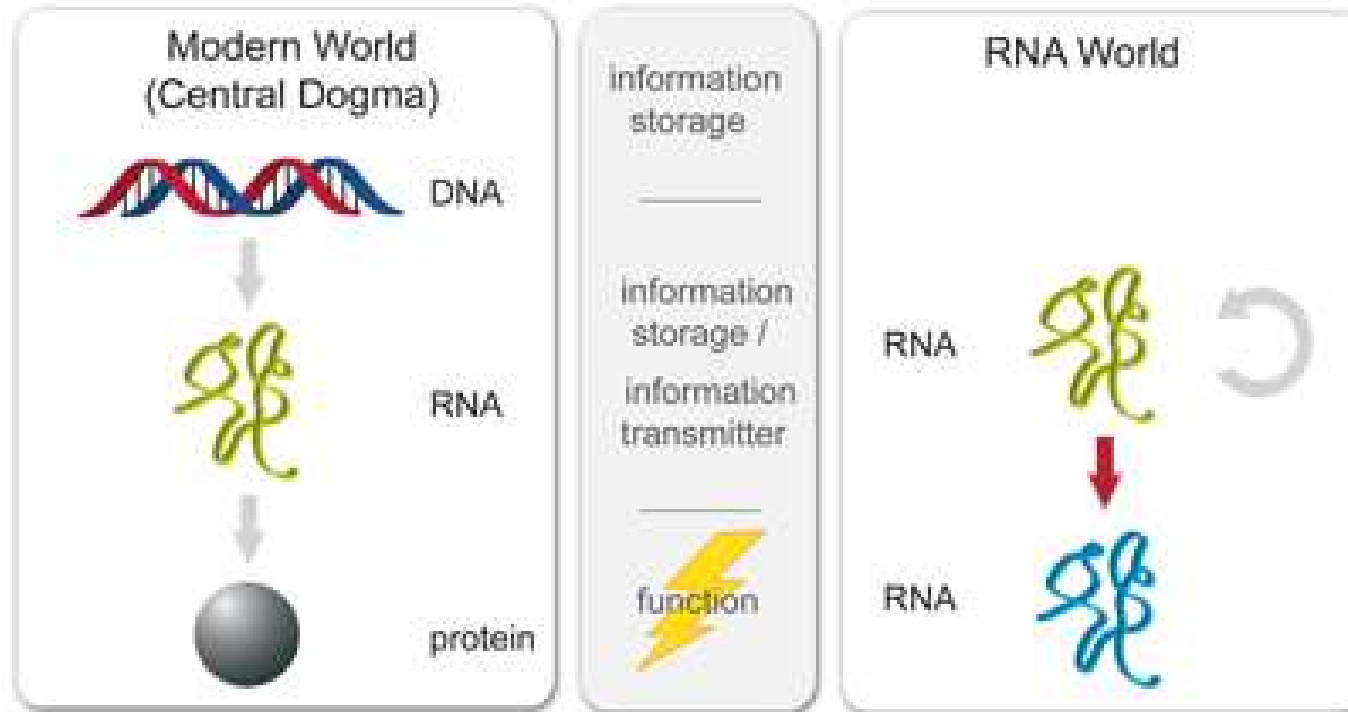 Modern World
(Central Dogma)
DNA
RNA
protein
information
storage
information
storage /
information
transmitter
function
RNA World
RNA
RNA